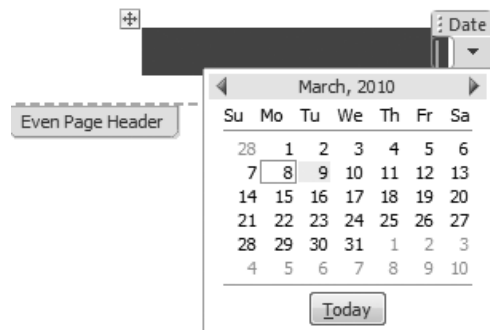 Date
March, 2010
Even Page Header
Su Mo Tu We Th Fr Sa
28 1 2 3 4 5 6
7 8 9 10 11 12 13
14 15 16 17 18 19 20
21 22 23 24 25 26 27
28 29 30 31 1 2 3
4 5 6 7 8 9 10
Today